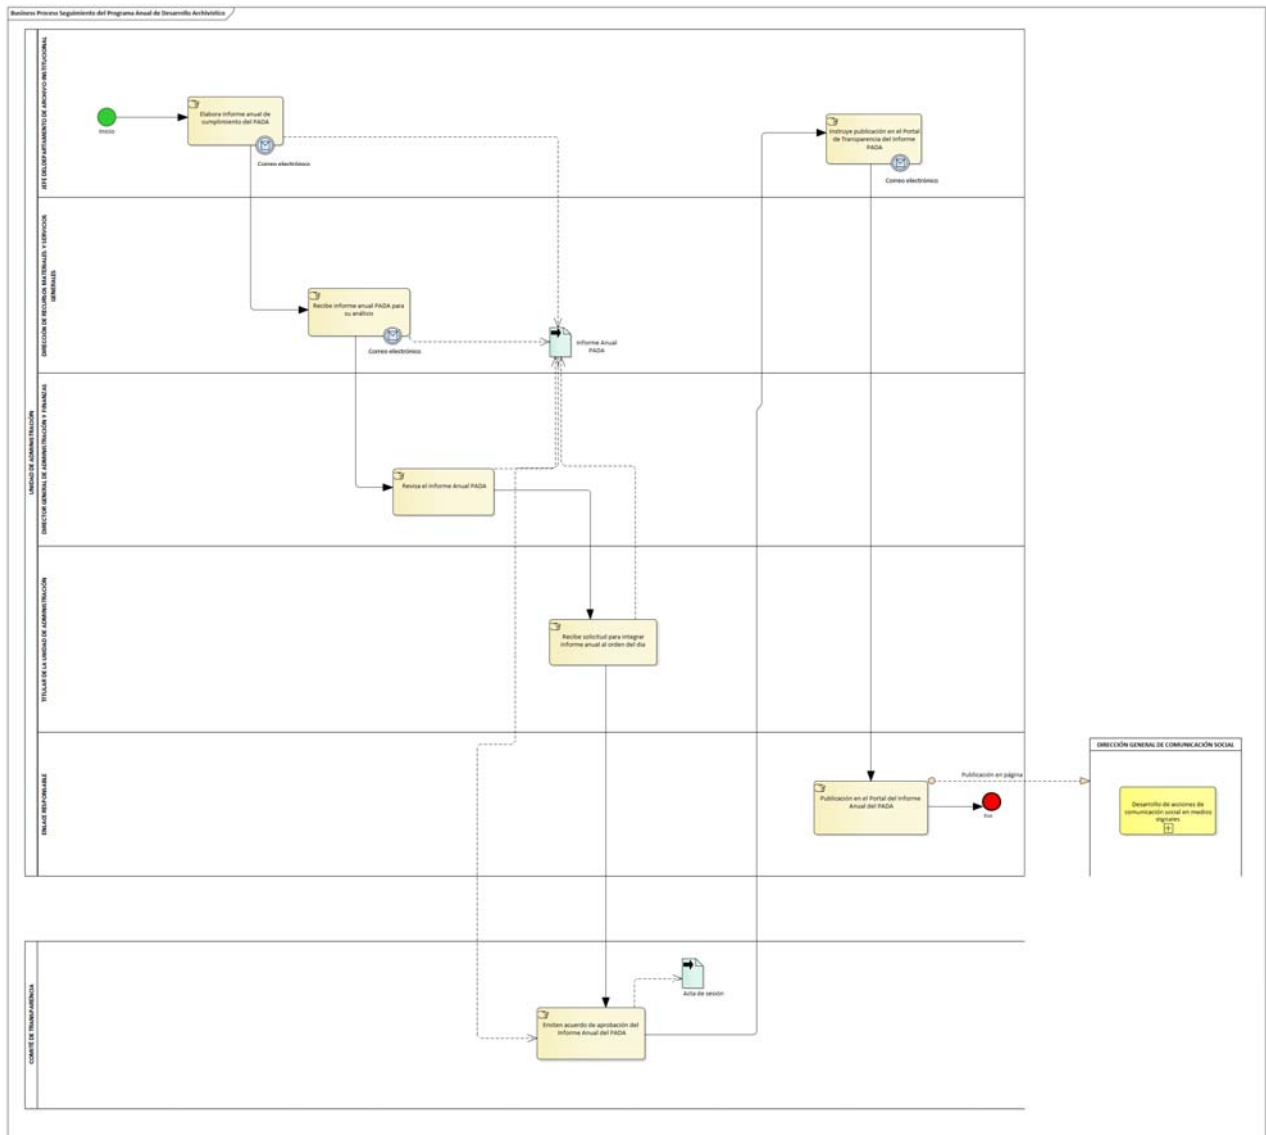 Business Process Seguimiento del Programa Anual de Desarrollo Archivístico
UNIDAD DE ADMINISTRACIÓN
JEFE DEL DEPARTAMENTO DE ARCHIVO INSTITUCIONAL
Inicio
Elabora informe anual de
cumplimiento del PADA
Correo electrónico
Instruye publicación en el Portal
de Transparencia del Informe
PADA
Correo electrónico
DIRECCIÓN DE RECURSOS MATERIALES Y SERVICIOS
GENERALES
Recibe informe anual PADA para
su análisis
Correo electrónico
Informe Anual
PADA
DIRECTOR GENERAL DE ADMINISTRACIÓN Y FINANZAS
Revisa el Informe Anual PADA
TITULAR DE LA UNIDAD DE ADMINISTRACIÓN
Recibe solicitud para integrar
informe anual al orden del día
ENLACE RESPONSABLE
Publicación en el Portal del Informe
Anual del PADA
Publicación en página
DIRECCIÓN GENERAL DE COMUNICACIÓN SOCIAL
Desarrollo de acciones de
comunicación social en medios
digitales
COMITÉ DE TRANSPARENCIA
Acta de sesión
Emiten acuerdo de aprobación del
Informe Anual del PADA